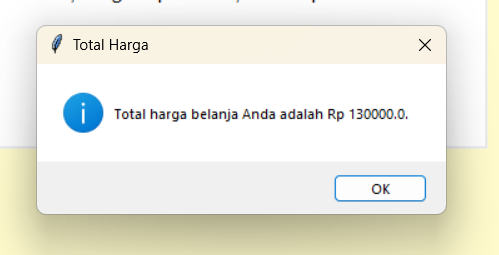 Total Harga
Total harga belanja Anda adalah Rp 130000.0.
OK